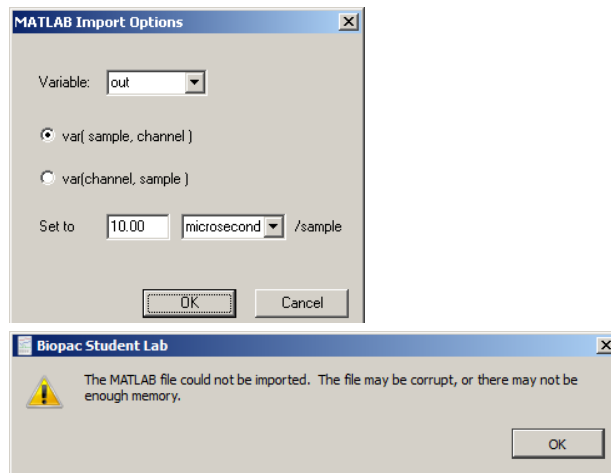 MATLAB Import Options
Variable: out
var( sample, channel )
var(channel, sample )
Set to 10.00 microsecond /sample
OK Cancel
Biopac Student Lab
The MATLAB file could not be imported. The file may be corrupt, or there may not be
enough memory.
OK